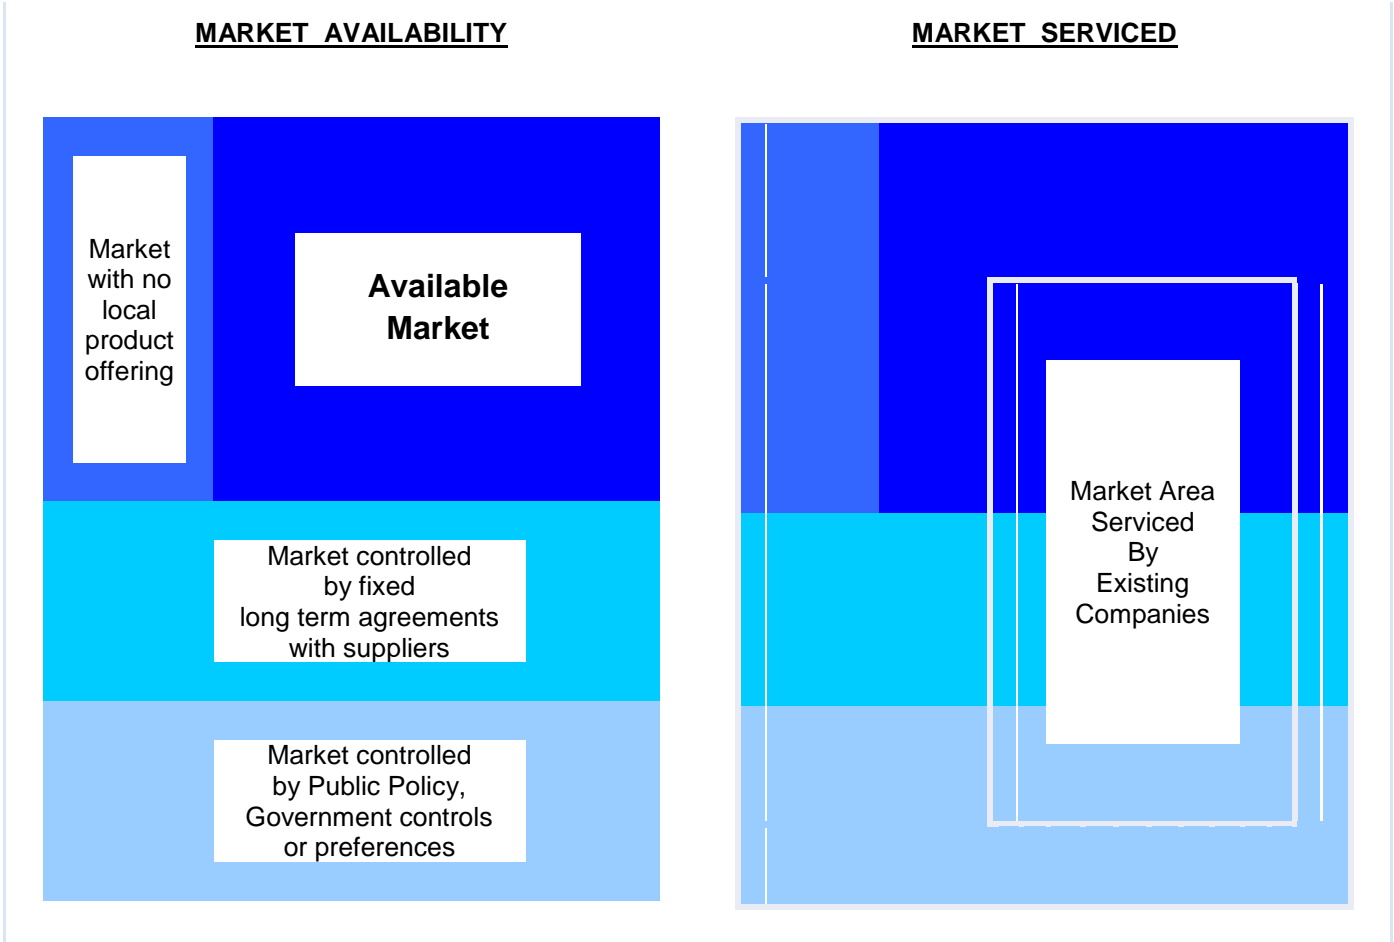 MARKET AVAILABILITY
MARKET SERVICED
Market
with no
local
product
offering
Available
Market
Market controlled
by fixed
long term agreements
with suppliers
Market controlled
by Public Policy,
Government controls
or preferences
Market Area
Serviced
By
Existing
Companies